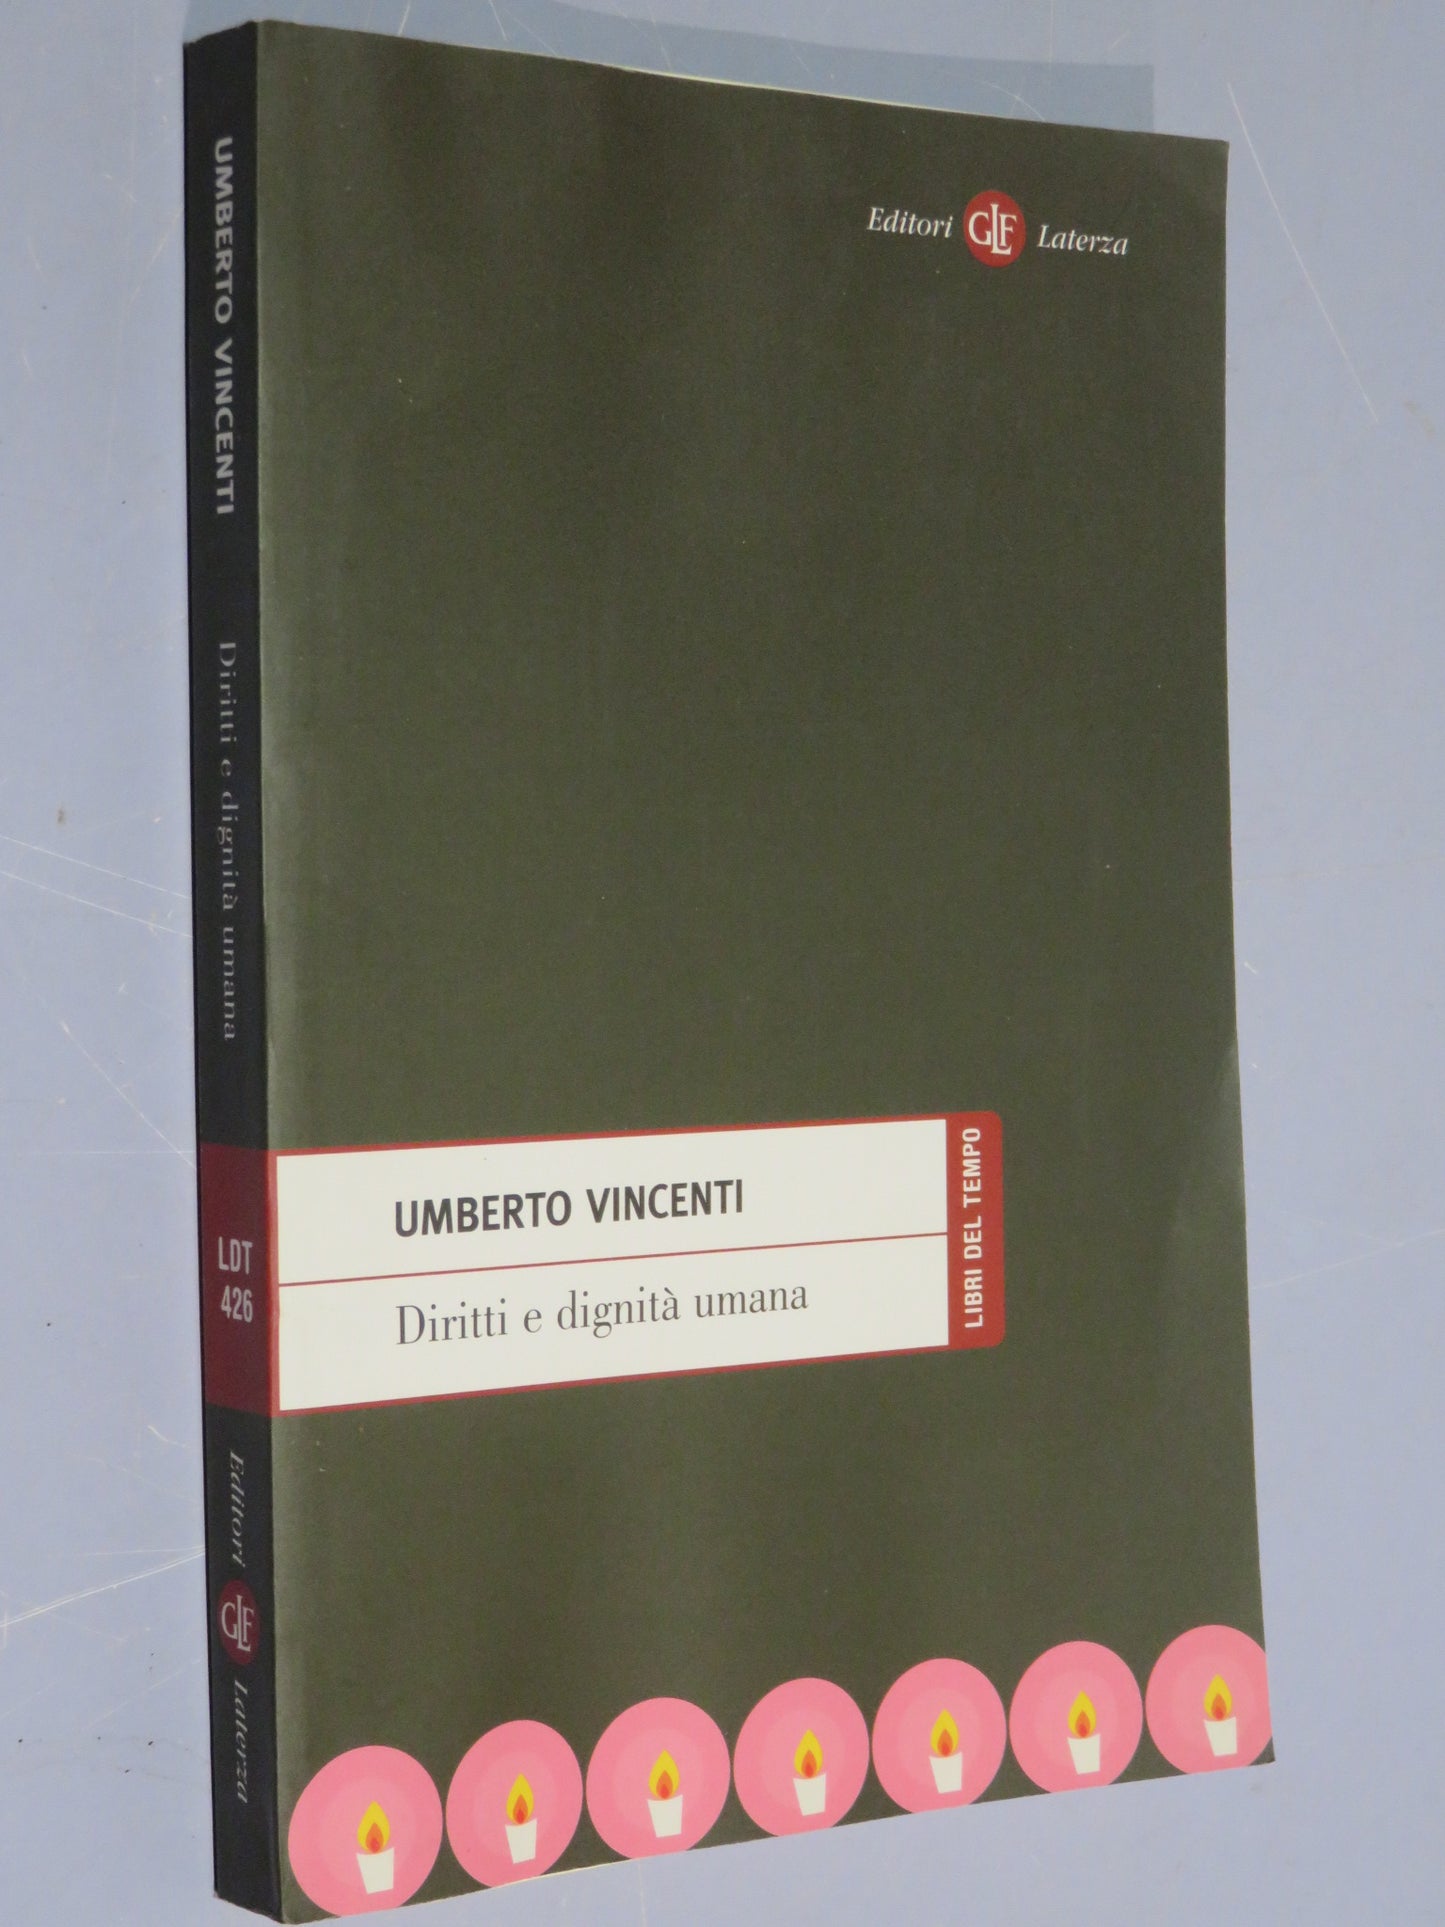 UMBERTO VINCENTI Diritti e dignità umana
LDT
426
Editori GLF Laterza
Editori GLF Laterza
UMBERTO VINCENTI
Diritti e dignità umana
LIBRI DEL TEMPO